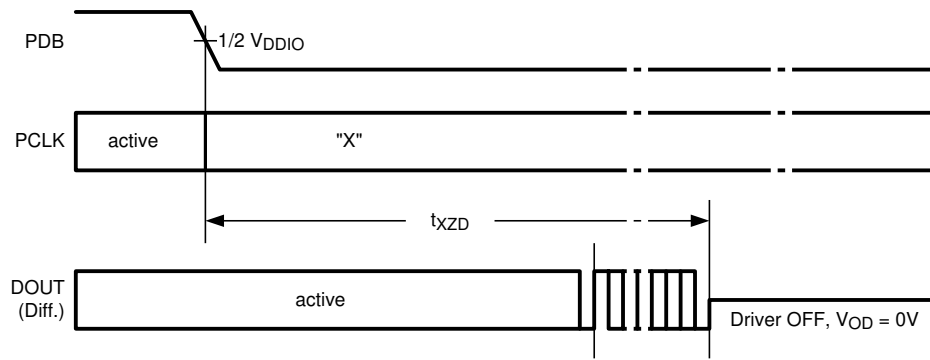 PDB
1/2 VDDIO
PCLK
active
"X"
tXZD
DOUT
(Diff.)
active
Driver OFF, VOD = 0V